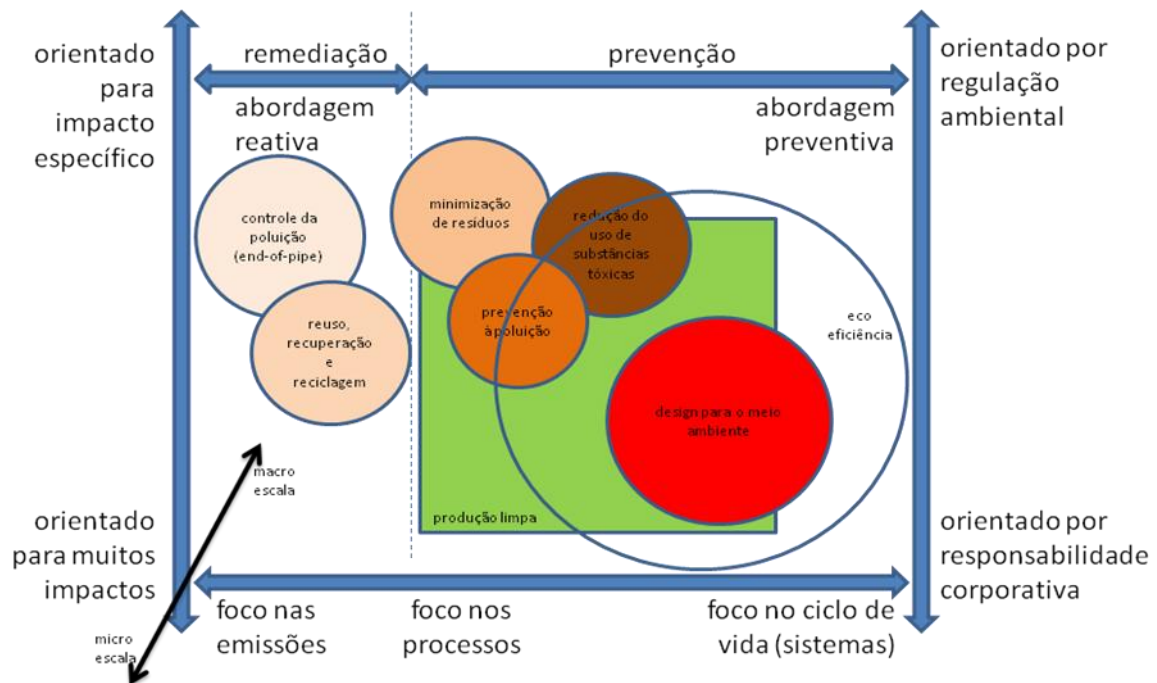 orientado
para
impacto
específico
remediação
prevenção
abordagem
reativa
abordagem
preventiva
orientado por
regulação
ambiental
controle da
poluição
(end-of-pipe)
reuso,
recuperação
e
reciclagem
minimização
de resíduos
redução do
uso de
substâncias
tóxicas
prevenção
à poluição
eco
eficiência
design para o meio
ambiente
produção limpa
macro
escala
micro
escala
orientado
para muitos
impactos
orientado por
responsabilidade
corporativa
foco nas
emissões
foco nos
processos
foco no ciclo de
vida (sistemas)